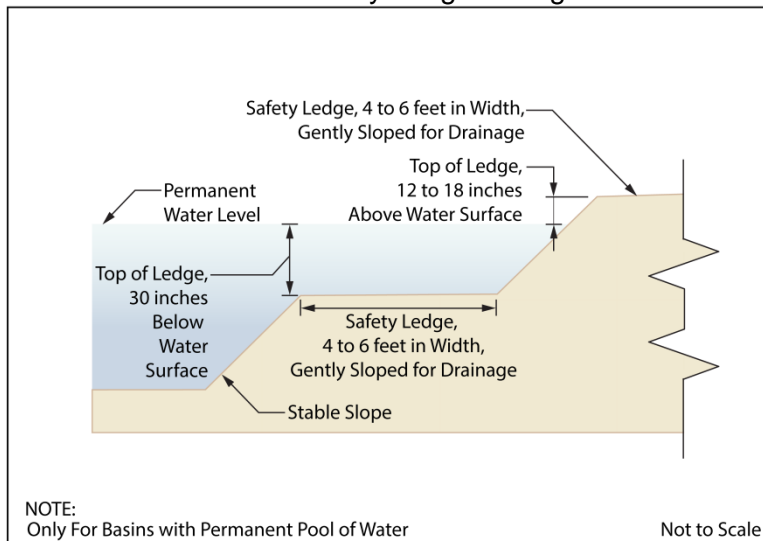 Safety Ledge, 4 to 6 feet in Width,
Gently Sloped for Drainage
Top of Ledge,
12 to 18 inches
Above Water Surface
Permanent
Water Level
Top of Ledge,
30 inches
Below
Water
Surface
Safety Ledge,
4 to 6 feet in Width,
Gently Sloped for Drainage
Stable Slope
NOTE:
Only For Basins with Permanent Pool of Water
Not to Scale